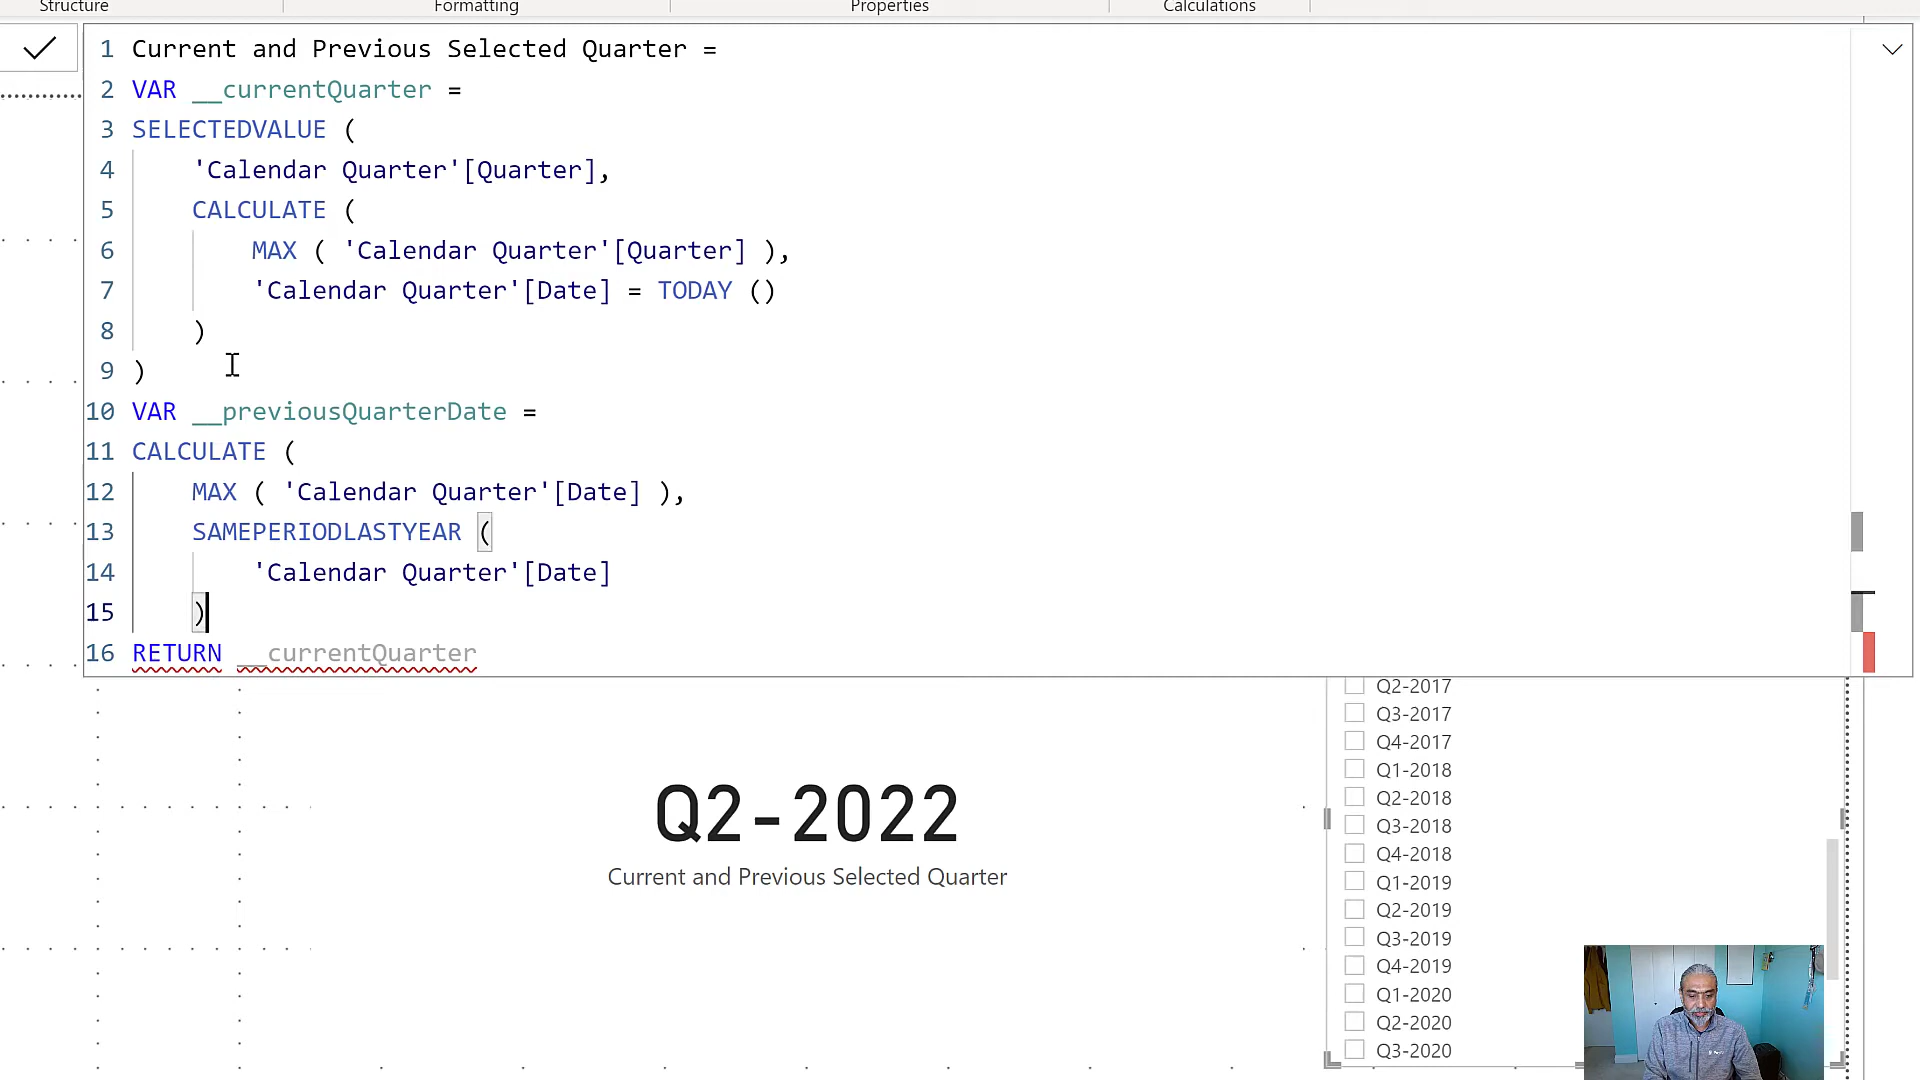 Structure Formatting Properties Calculations
1 Current and Previous Selected Quarter =
2 VAR __currentQuarter =
3 SELECTEDVALUE (
4 'Calendar Quarter'[Quarter],
5 CALCULATE (
6 MAX ( 'Calendar Quarter'[Quarter] ),
7 'Calendar Quarter'[Date] = TODAY ()
8 )
9 )
10 VAR __previousQuarterDate =
11 CALCULATE (
12 MAX ( 'Calendar Quarter'[Date] ),
13 SAMEPERIODLASTYEAR (
14 'Calendar Quarter'[Date]
15 )
16 RETURN __currentQuarter
Q2-2022
Current and Previous Selected Quarter
Q2-2017
Q3-2017
Q4-2017
Q1-2018
Q2-2018
Q3-2018
Q4-2018
Q1-2019
Q2-2019
Q3-2019
Q4-2019
Q1-2020
Q2-2020
Q3-2020